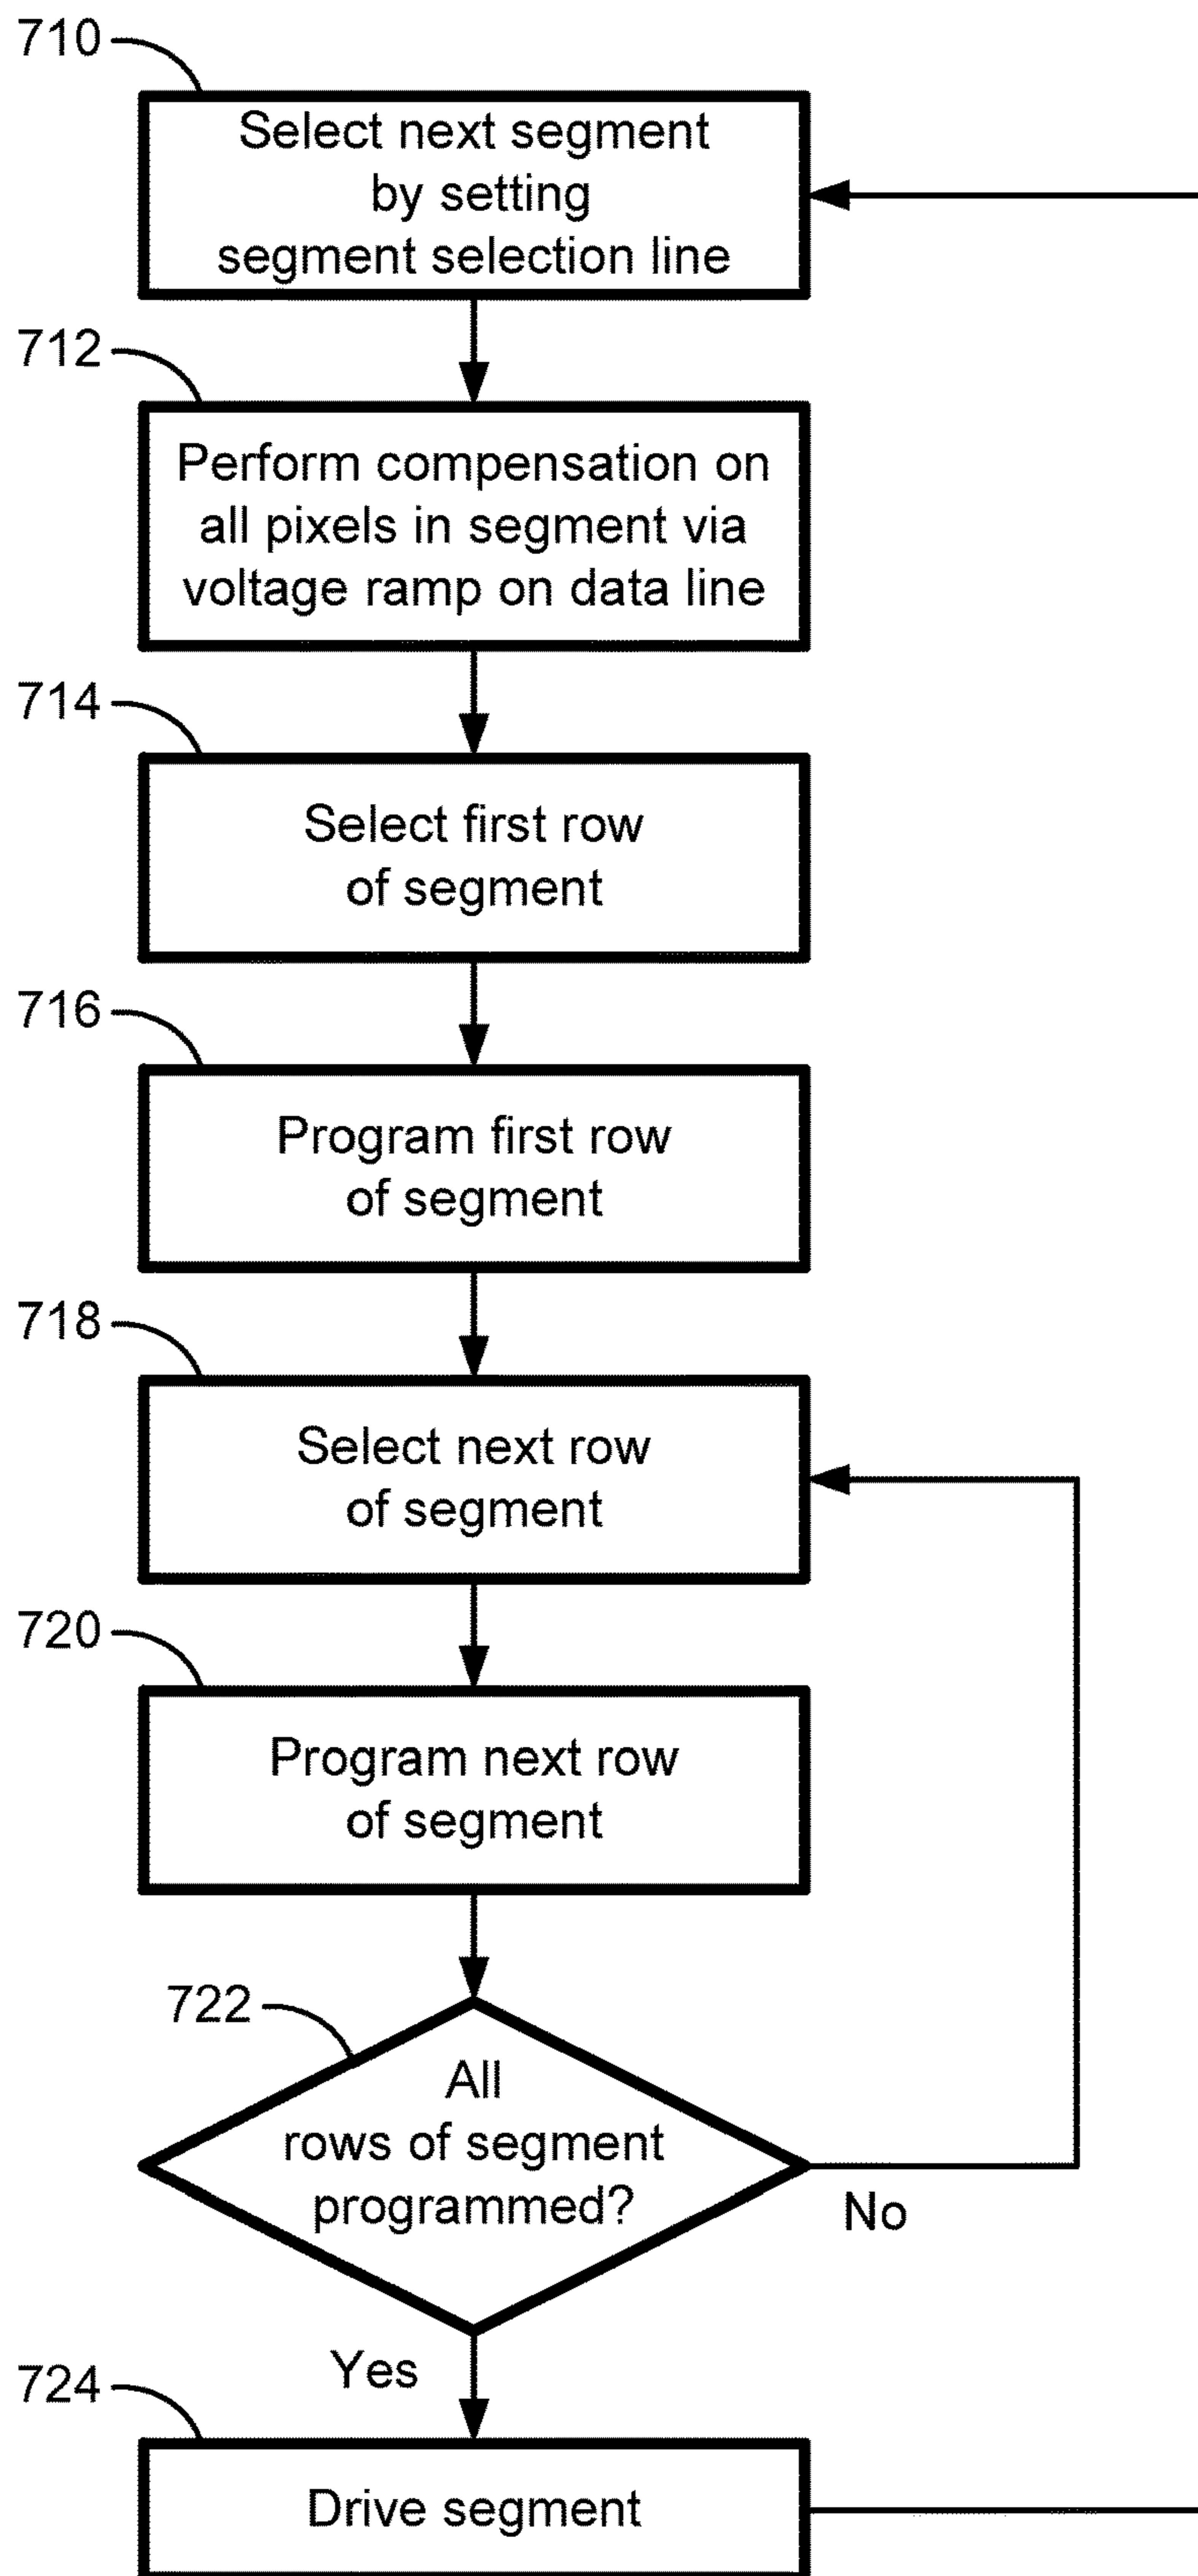 710
Select next segment
by setting
segment selection line
712
Perform compensation on
all pixels in segment via
voltage ramp on data line
714
Select first row
of segment
716
Program first row
of segment
718
Select next row
of segment
720
Program next row
of segment
722
All
rows of segment
programmed?
No
Yes
724
Drive segment